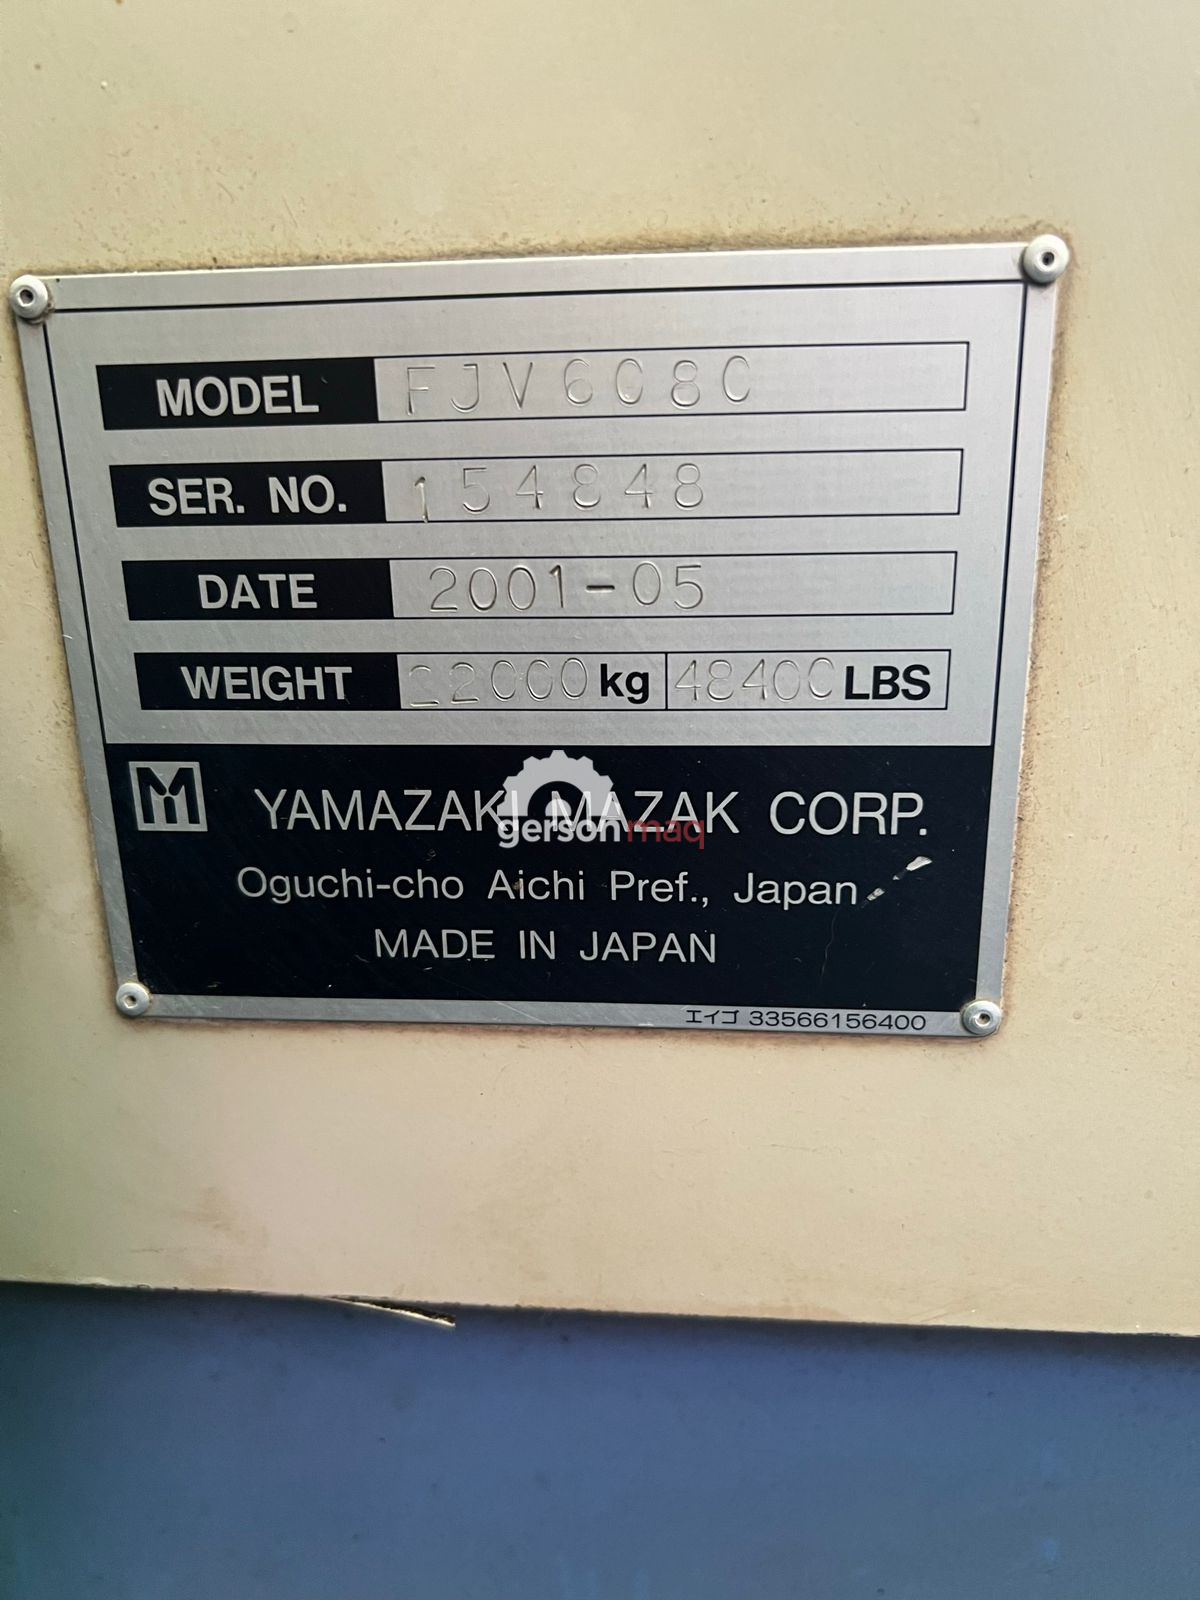 MODEL FJV6080
SER. NO. 154848
DATE 2001-05
WEIGHT 22000 kg 48400 LBS
YAMAZAKI MAZAK CORP.
gersonmaq
Oguchi-cho Aichi Pref., Japan
MADE IN JAPAN
エイゴ 33566156400